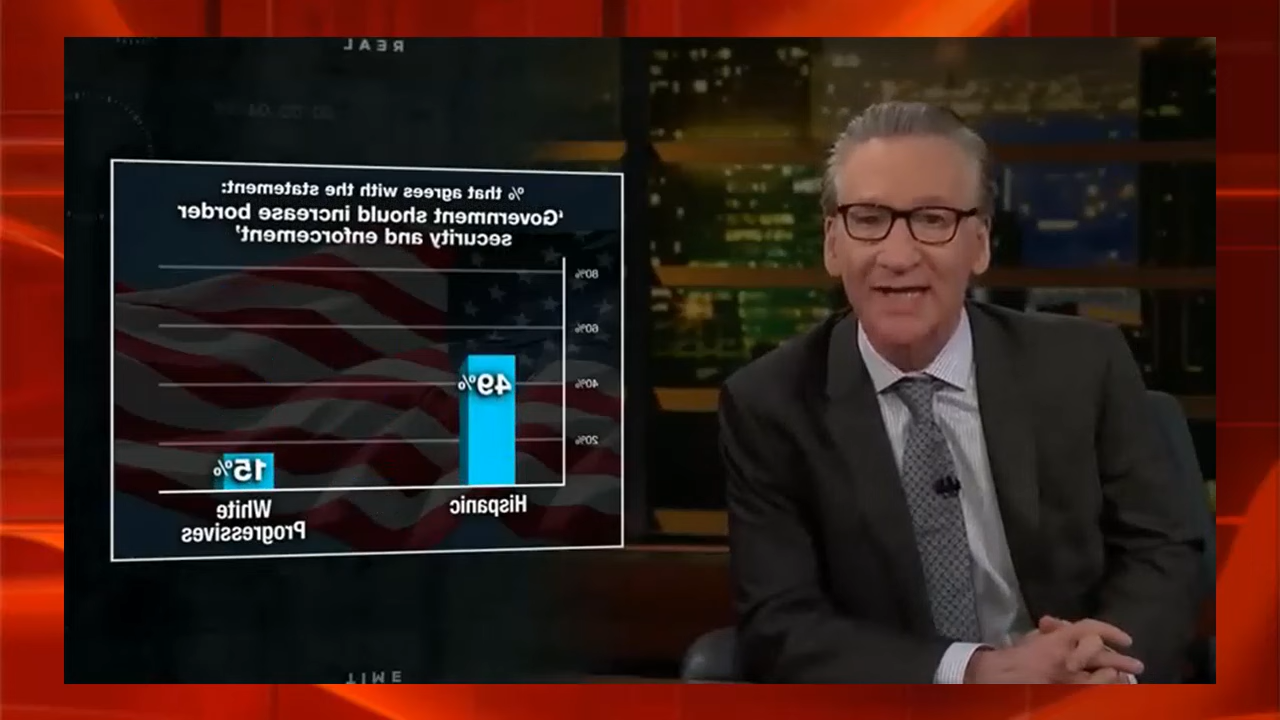 REAL
% that agrees with the statement:
‘Government should increase border
security and enforcement’
80%
60%
40%
20%
49%
15%
Hispanic
White
Progressives
TIME